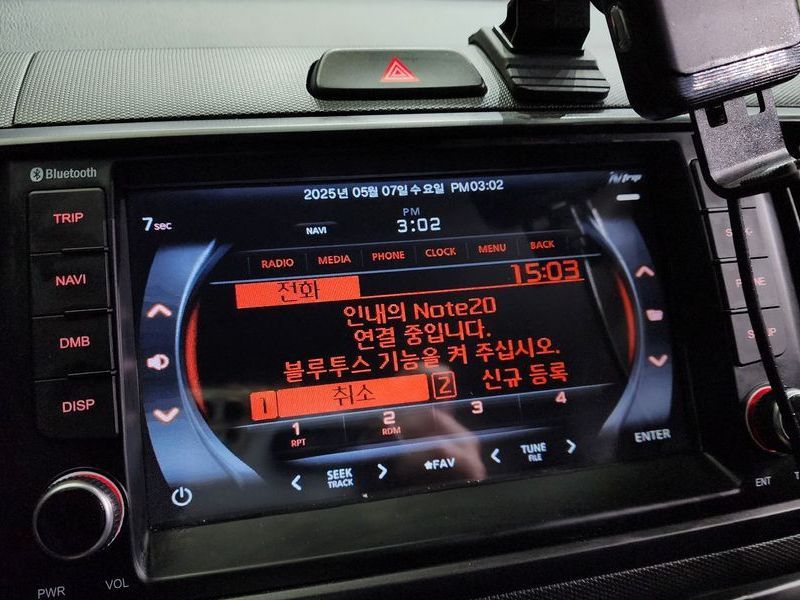 Bluetooth
2025년 05월 07일 수요일 PM03:02
7sec
NAVI
PM
3:02
TRIP
NAVI
DMB
DISP
RADIO
MEDIA
PHONE
CLOCK
MENU
BACK
전화
15:03
인내의 Note20
연결 중입니다.
블루투스 기능을 켜 주십시오.
1 취소
2 신규 등록
1
RPT
2
RDM
3
4
SEEK
TRACK
FAV
TUNE
FILE
ENTER
PWR
VOL
ENT